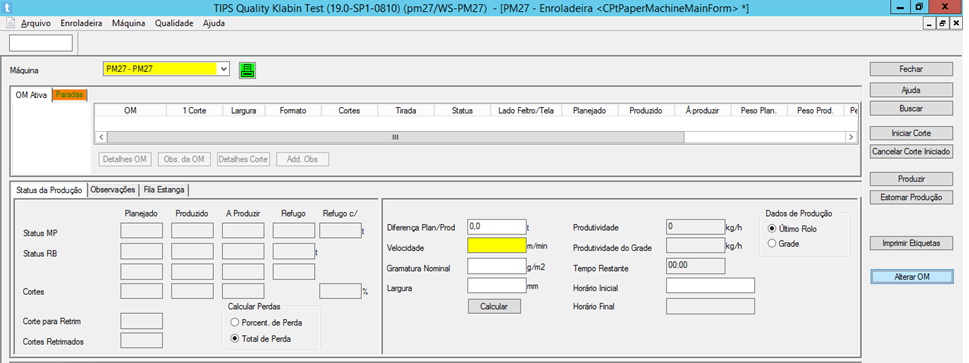 TIPS Quality Klabin Test (19.0-SP1-0810) (pm27/WS-PM27) - [PM27 - Enroladeira <CPtPaperMachineMainForm> *]
Arquivo Enroladeira Máquina Qualidade Ajuda
Máquina PM27 - PM27 Fechar
OM Ativa Paradas Ajuda
OM 1 Corte Largura Formato Cortes Tirada Status Lado Feltro/Tela Planejado Produzido Á produzir Peso Plan. Peso Prod. Buscar
Iniciar Corte
Detalhes OM Obs. da OM Detalhes Corte Add. Obs Cancelar Corte Iniciado
Produzir
Status da Produção Observações Fila Estanga Estornar Produção
Planejado Produzido A Produzir Refugo Refugo c/ Dados de Produção
Status MP t Diferença Plan/Prod 0,0 t Produtividade 0 kg/h Último Rolo
Status RB t Velocidade m/min Produtividade do Grade kg/h Grade Imprimir Etiquetas
Gramatura Nominal g/m2 Tempo Restante 00:00
Cortes % Largura mm Horário Inicial Alterar OM
Calcular Perdas Calcular Horário Final
Corte para Retrim Porcent. de Perda
Cortes Retrimados Total de Perda